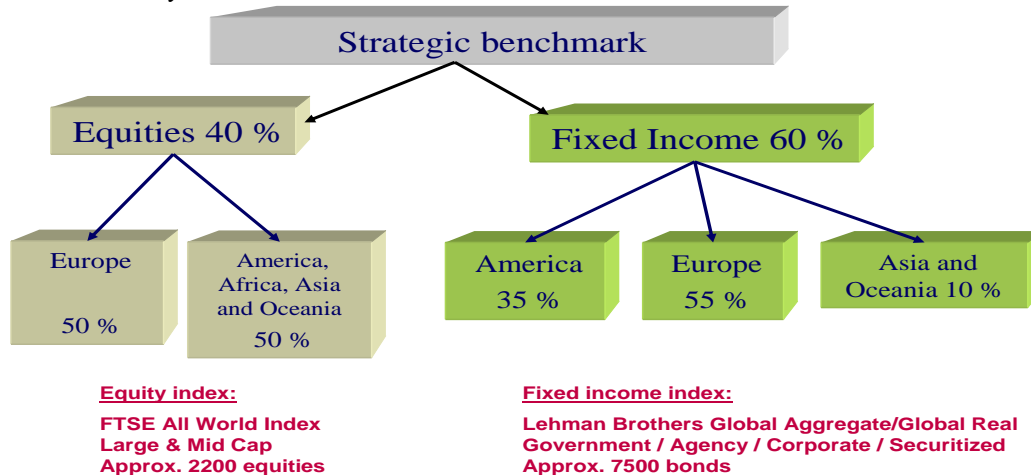 Strategic benchmark
Equities 40 %
Fixed Income 60 %
Europe
50 %
America,
Africa, Asia
and Oceania
50 %
America
35 %
Europe
55 %
Asia and
Oceania 10 %
Equity index:
FTSE All World Index
Large & Mid Cap
Approx. 2200 equities
Fixed income index:
Lehman Brothers Global Aggregate/Global Real
Government / Agency / Corporate / Securitized
Approx. 7500 bonds